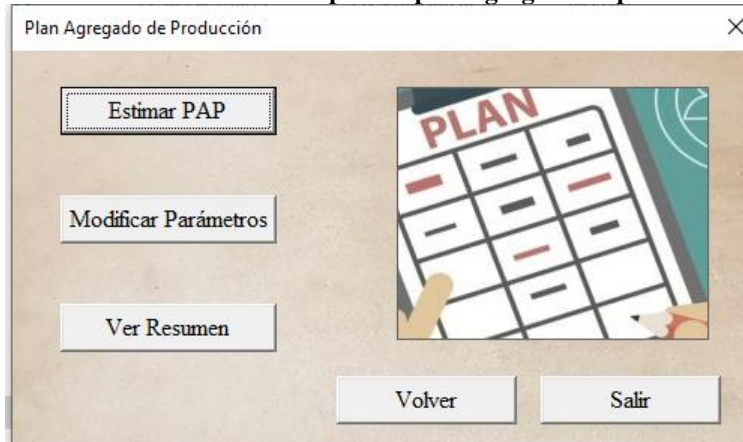 Plan Agregado de Producción
Estimar PAP
PLAN
Modificar Parámetros
Ver Resumen
Volver
Salir